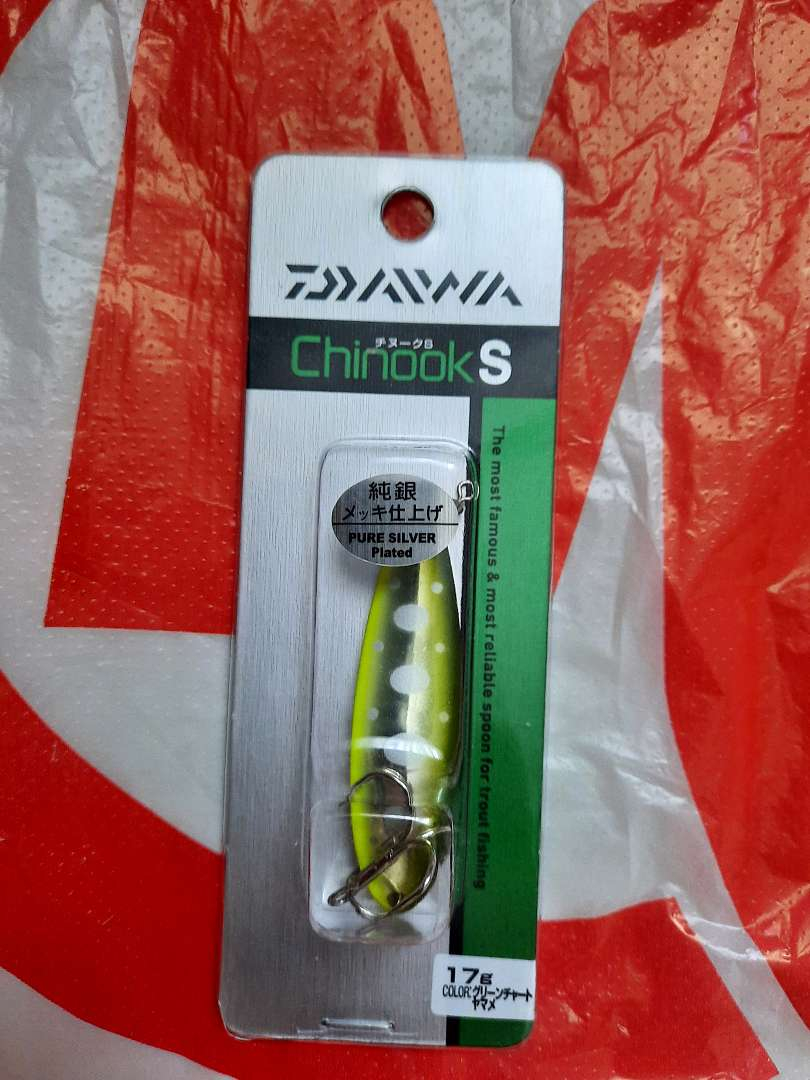 DAIWA
チヌークS
Chinook S
純銀
メッキ仕上げ
PURE SILVER
Plated
The most famous & most reliable spoon for trout fishing
17g
COLOR:グリーンチャート
ヤマメ